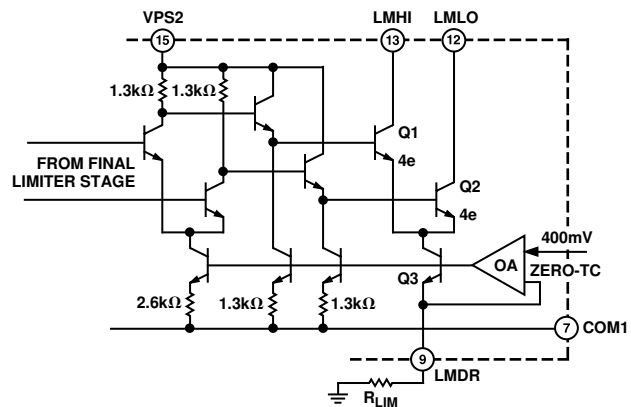 VPS2
LMHI
LMLO
15
13
12
1.3kΩ
1.3kΩ
Q1
4e
FROM FINAL
LIMITER STAGE
Q2
4e
400mV
OA
ZERO-TC
Q3
2.6kΩ
1.3kΩ
1.3kΩ
7
COM1
9
LMDR
RLIM